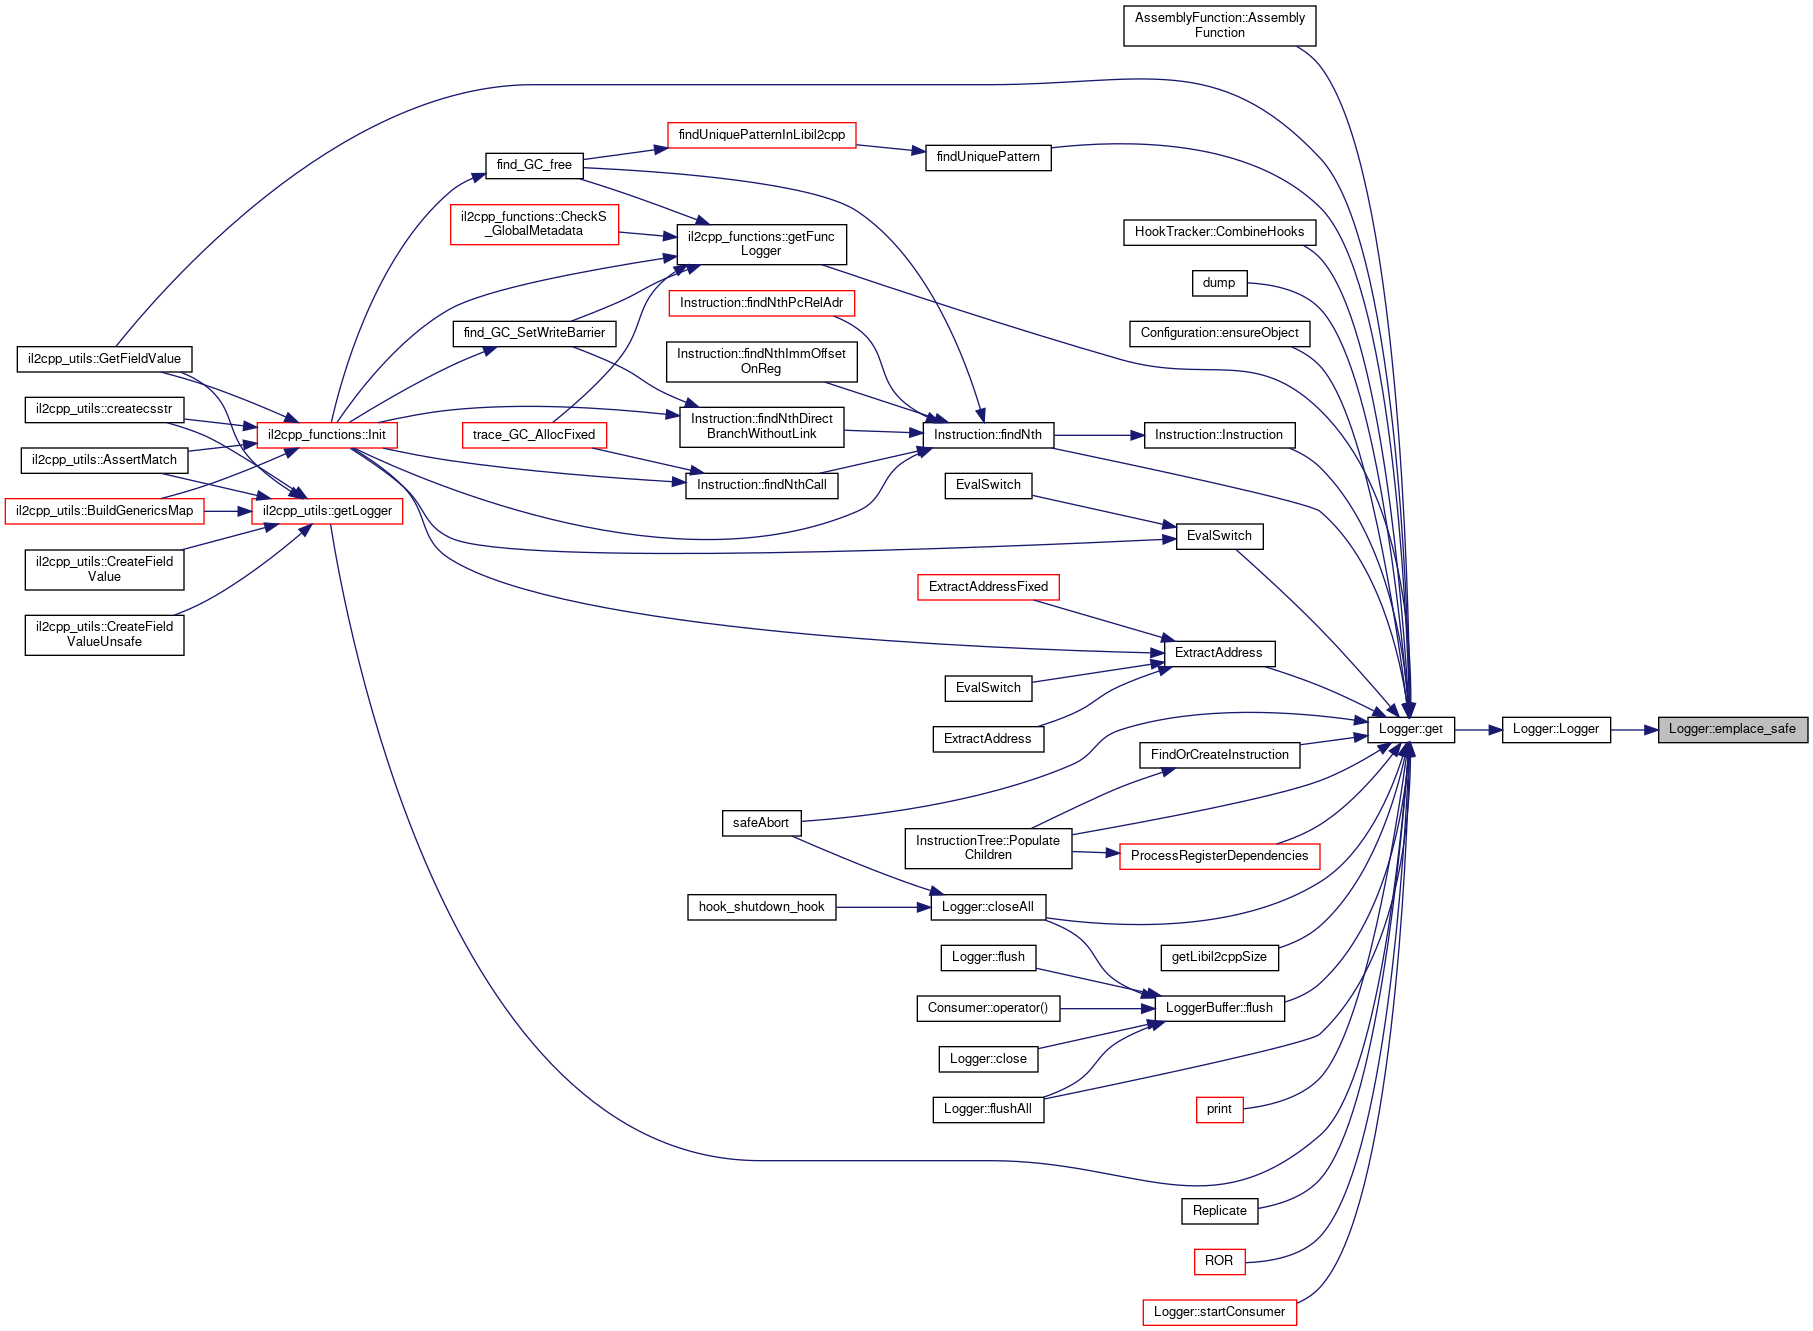 AssemblyFunction::Assembly
Function
findUniquePatternInLibil2cpp
findUniquePattern
find_GC_free
il2cpp_functions::CheckS
_GlobalMetadata
il2cpp_functions::getFunc
Logger
HookTracker::CombineHooks
dump
Instruction::findNthPcRelAdr
find_GC_SetWriteBarrier
Configuration::ensureObject
il2cpp_utils::GetFieldValue
Instruction::findNthImmOffset
OnReg
il2cpp_utils::createcsstr
il2cpp_functions::Init
trace_GC_AllocFixed
Instruction::findNthDirect
BranchWithoutLink
Instruction::findNth
Instruction::Instruction
il2cpp_utils::AssertMatch
Instruction::findNthCall
EvalSwitch
il2cpp_utils::BuildGenericsMap
il2cpp_utils::getLogger
EvalSwitch
il2cpp_utils::CreateField
Value
ExtractAddressFixed
il2cpp_utils::CreateField
ValueUnsafe
ExtractAddress
EvalSwitch
ExtractAddress
Logger::get
Logger::Logger
Logger::emplace_safe
FindOrCreateInstruction
safeAbort
InstructionTree::Populate
Children
ProcessRegisterDependencies
hook_shutdown_hook
Logger::closeAll
Logger::flush
getLibil2cppSize
Consumer::operator()
LoggerBuffer::flush
Logger::close
Logger::flushAll
print
Replicate
ROR
Logger::startConsumer